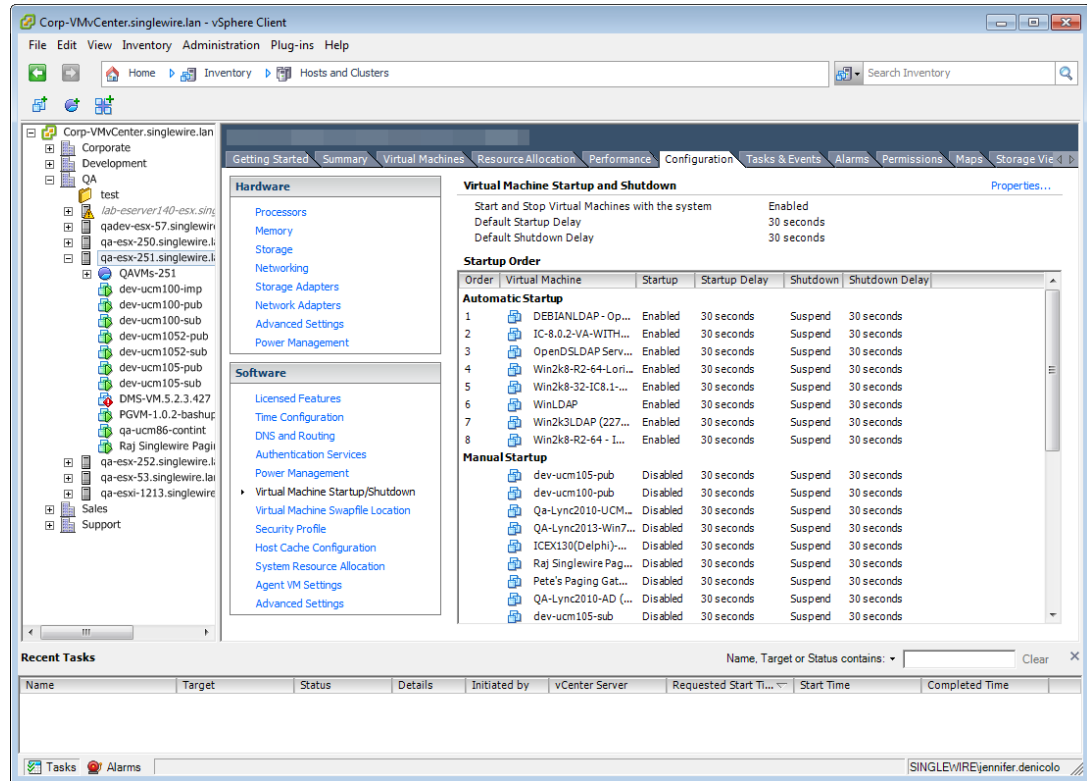 Corp-VMvCenter.singlewire.lan - vSphere Client
File Edit View Inventory Administration Plug-ins Help
Home Inventory Hosts and Clusters
Search Inventory
Corp-VMvCenter.singlewire.lan
Corporate
Development
QA
test
lab-eserver140-esx.sing
qadev-esx-57.singlewir
qa-esx-250.singlewire.l
qa-esx-251.singlewire.l
QAVMs-251
dev-ucm100-imp
dev-ucm100-pub
dev-ucm100-sub
dev-ucm1052-pub
dev-ucm1052-sub
dev-ucm105-pub
dev-ucm105-sub
DMS-VM.5.2.3.427
PGVM-1.0.2-bashup
qa-ucm86-contint
Raj Singlewire Pagi
qa-esx-252.singlewire.l
qa-esx-53.singlewire.la
qa-esxi-1213.singlewire
Sales
Support
Getting Started Summary Virtual Machines Resource Allocation Performance Configuration Tasks & Events Alarms Permissions Maps Storage Vie
Hardware
Processors
Memory
Storage
Networking
Storage Adapters
Network Adapters
Advanced Settings
Power Management
Software
Licensed Features
Time Configuration
DNS and Routing
Authentication Services
Power Management
Virtual Machine Startup/Shutdown
Virtual Machine Swapfile Location
Security Profile
Host Cache Configuration
System Resource Allocation
Agent VM Settings
Advanced Settings
Virtual Machine Startup and Shutdown Properties...
Start and Stop Virtual Machines with the system Enabled
Default Startup Delay 30 seconds
Default Shutdown Delay 30 seconds
Startup Order
Order Virtual Machine Startup Startup Delay Shutdown Shutdown Delay
Automatic Startup
1 DEBIANLDAP - Op... Enabled 30 seconds Suspend 30 seconds
2 IC-8.0.2-VA-WITH... Enabled 30 seconds Suspend 30 seconds
3 OpenDSLDAP Serv... Enabled 30 seconds Suspend 30 seconds
4 Win2k8-R2-64-Lori... Enabled 30 seconds Suspend 30 seconds
5 Win2k8-32-IC8.1-... Enabled 30 seconds Suspend 30 seconds
6 WinLDAP Enabled 30 seconds Suspend 30 seconds
7 Win2k3LDAP (227... Enabled 30 seconds Suspend 30 seconds
8 Win2k8-R2-64 - I... Enabled 30 seconds Suspend 30 seconds
Manual Startup
dev-ucm105-pub Disabled 30 seconds Suspend 30 seconds
dev-ucm100-pub Disabled 30 seconds Suspend 30 seconds
Qa-Lync2010-UCM... Disabled 30 seconds Suspend 30 seconds
QA-Lync2013-Win7... Disabled 30 seconds Suspend 30 seconds
ICEX130(Delphi)-... Disabled 30 seconds Suspend 30 seconds
Raj Singlewire Pag... Disabled 30 seconds Suspend 30 seconds
Pete's Paging Gat... Disabled 30 seconds Suspend 30 seconds
QA-Lync2010-AD (... Disabled 30 seconds Suspend 30 seconds
dev-ucm105-sub Disabled 30 seconds Suspend 30 seconds
Recent Tasks Name, Target or Status contains: Clear
Name Target Status Details Initiated by vCenter Server Requested Start Ti... Start Time Completed Time
Tasks Alarms SINGLEWIRE\jennifer.denicolo